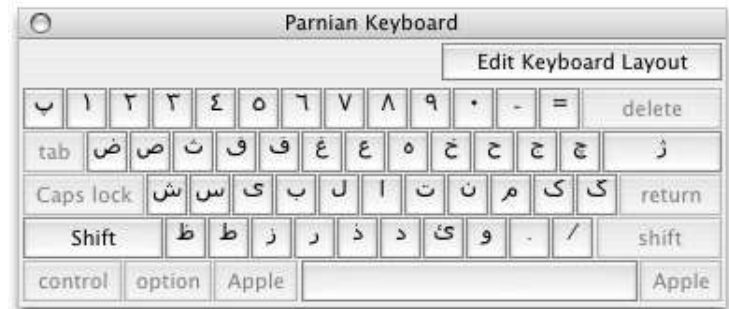 Parnian Keyboard
Edit Keyboard Layout
پ ١ ٢ ٣ ٤ ٥ ٦ ٧ ٨ ٩ ٠ - = delete
tab ض ص ث ق ف غ ع ه خ ح ج چ ژ
Caps lock ش س ی ب ل ا ت ن م ک گ return
Shift ظ ط ز ر ذ د ئ و . / shift
control option Apple Apple